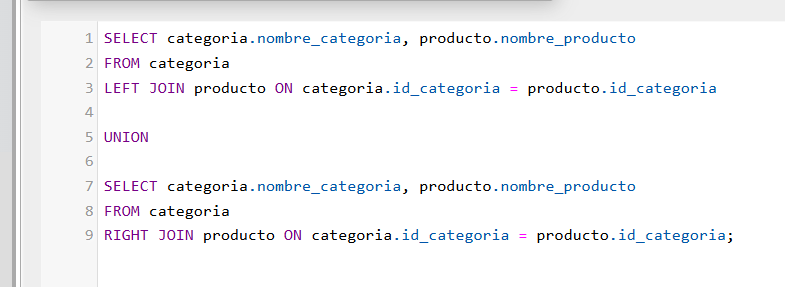 1 SELECT categoria.nombre_categoria, producto.nombre_producto
2 FROM categoria
3 LEFT JOIN producto ON categoria.id_categoria = producto.id_categoria
4
5 UNION
6
7 SELECT categoria.nombre_categoria, producto.nombre_producto
8 FROM categoria
9 RIGHT JOIN producto ON categoria.id_categoria = producto.id_categoria;